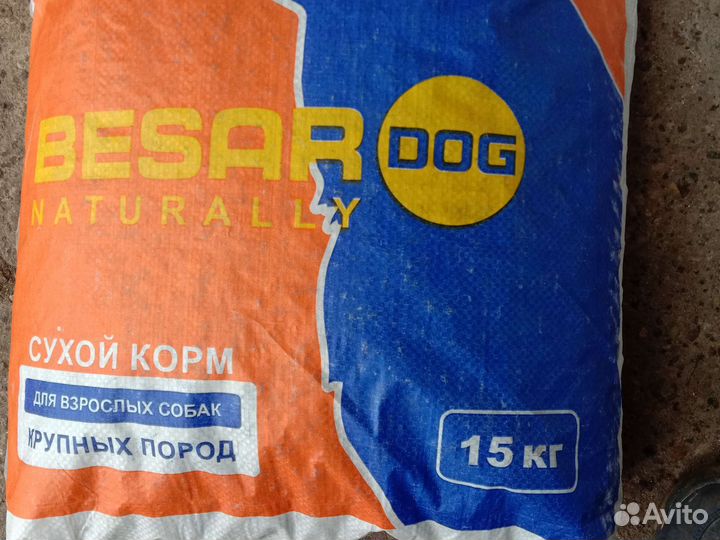 BESAR DOG
NATURALLY
СУХОЙ КОРМ
ДЛЯ ВЗРОСЛЫХ СОБАК
КРУПНЫХ ПОРОД
15 кг
Avito